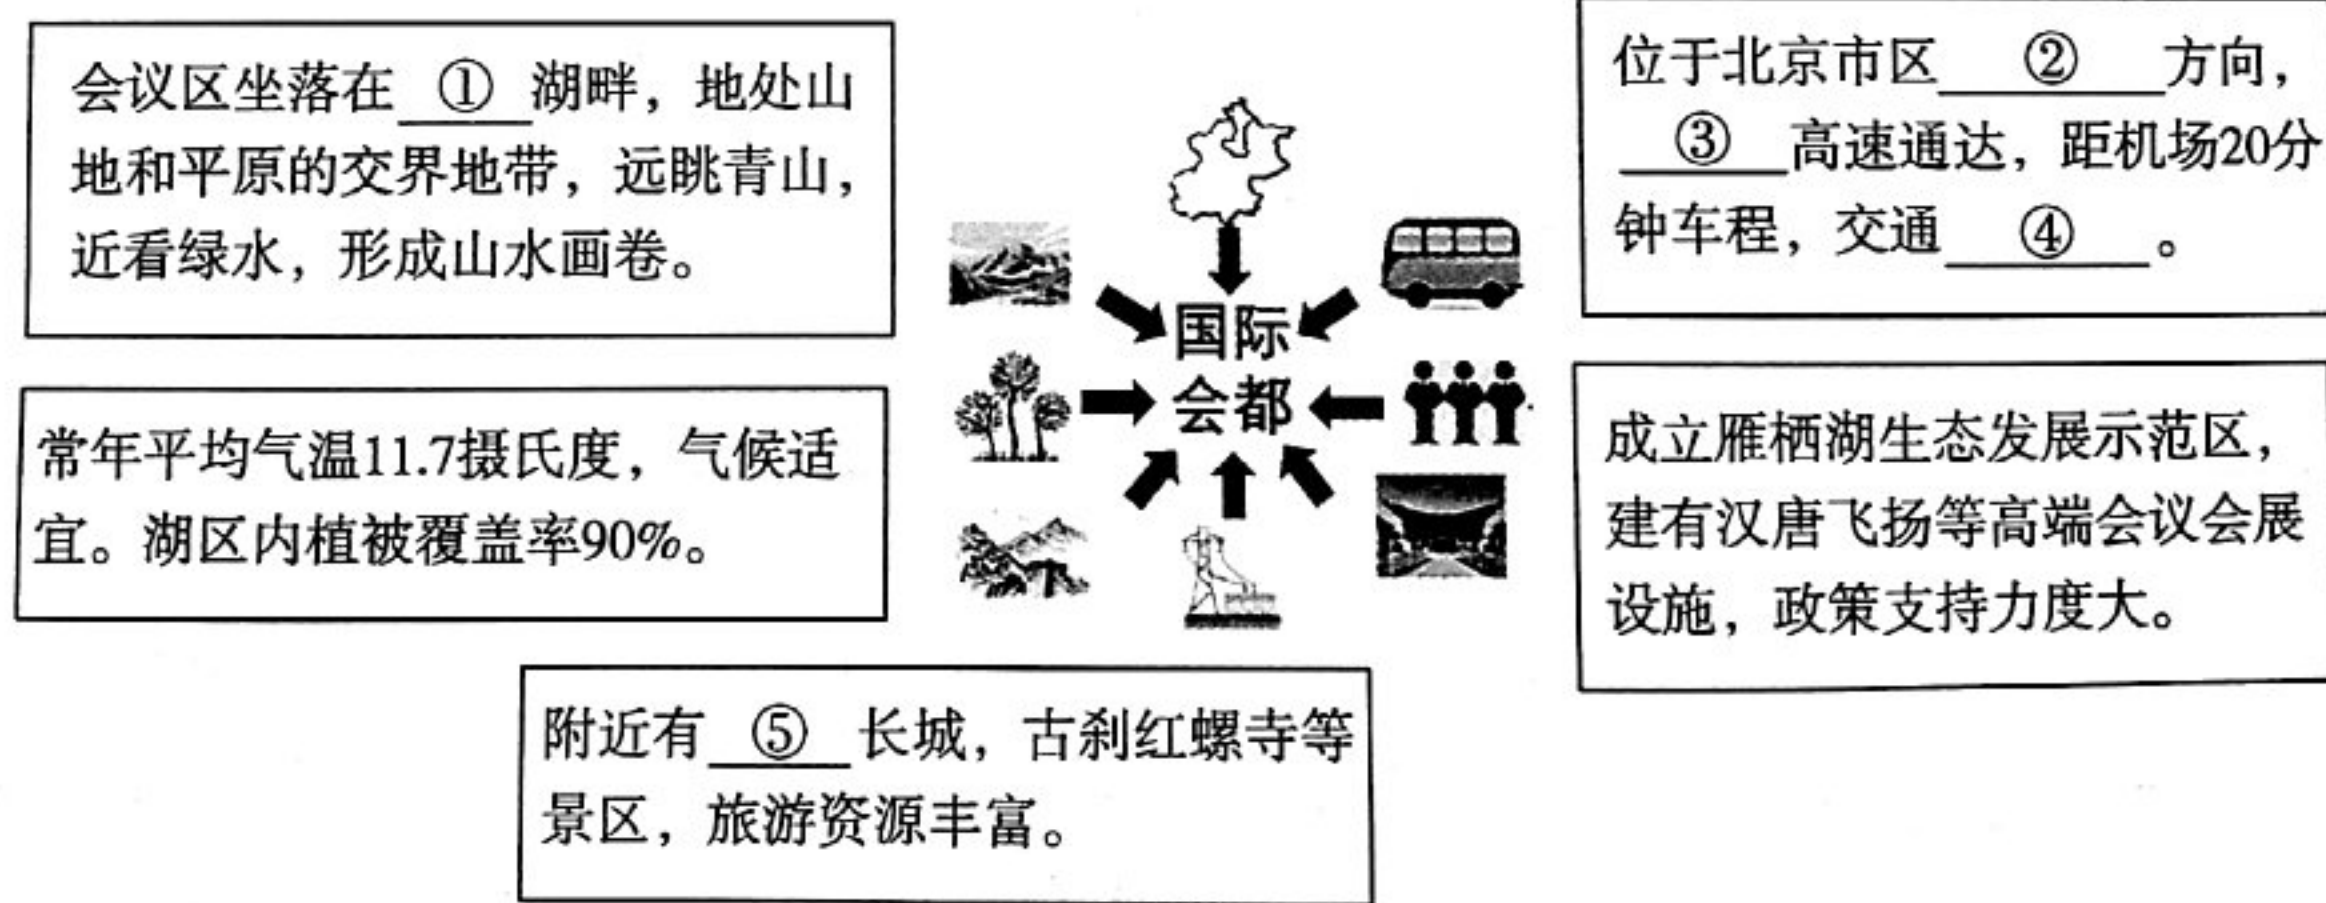 会议区坐落在 ① 湖畔，地处山
地和平原的交界地带，远眺青山，
近看绿水，形成山水画卷。
位于北京市区 ② 方向，
③ 高速通达，距机场20分
钟车程，交通 ④ 。
国际
会都
常年平均气温11.7摄氏度，气候适
宜。湖区内植被覆盖率90%。
成立雁栖湖生态发展示范区，
建有汉唐飞扬等高端会议会展
设施，政策支持力度大。
附近有 ⑤ 长城，古刹红螺寺等
景区，旅游资源丰富。